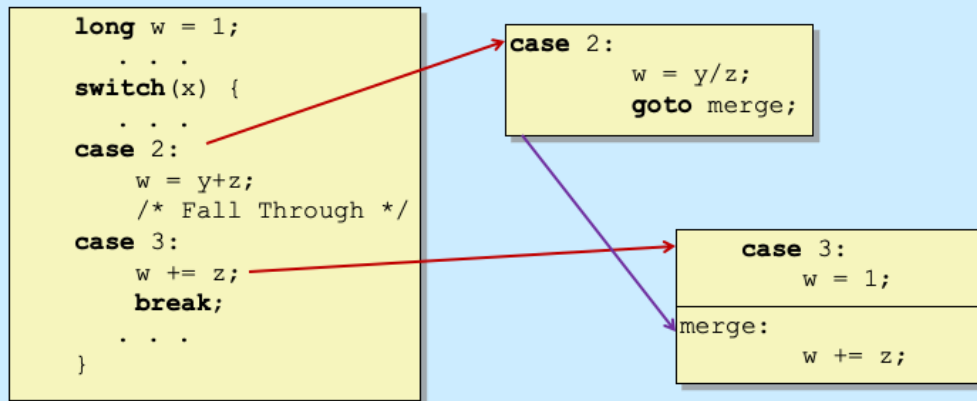 long w = 1;
. . .
switch(x) {
. . .
case 2:
w = y+z;
/* Fall Through */
case 3:
w += z;
break;
. . .
}
case 2:
w = y/z;
goto merge;
case 3:
w = 1;
merge:
w += z;